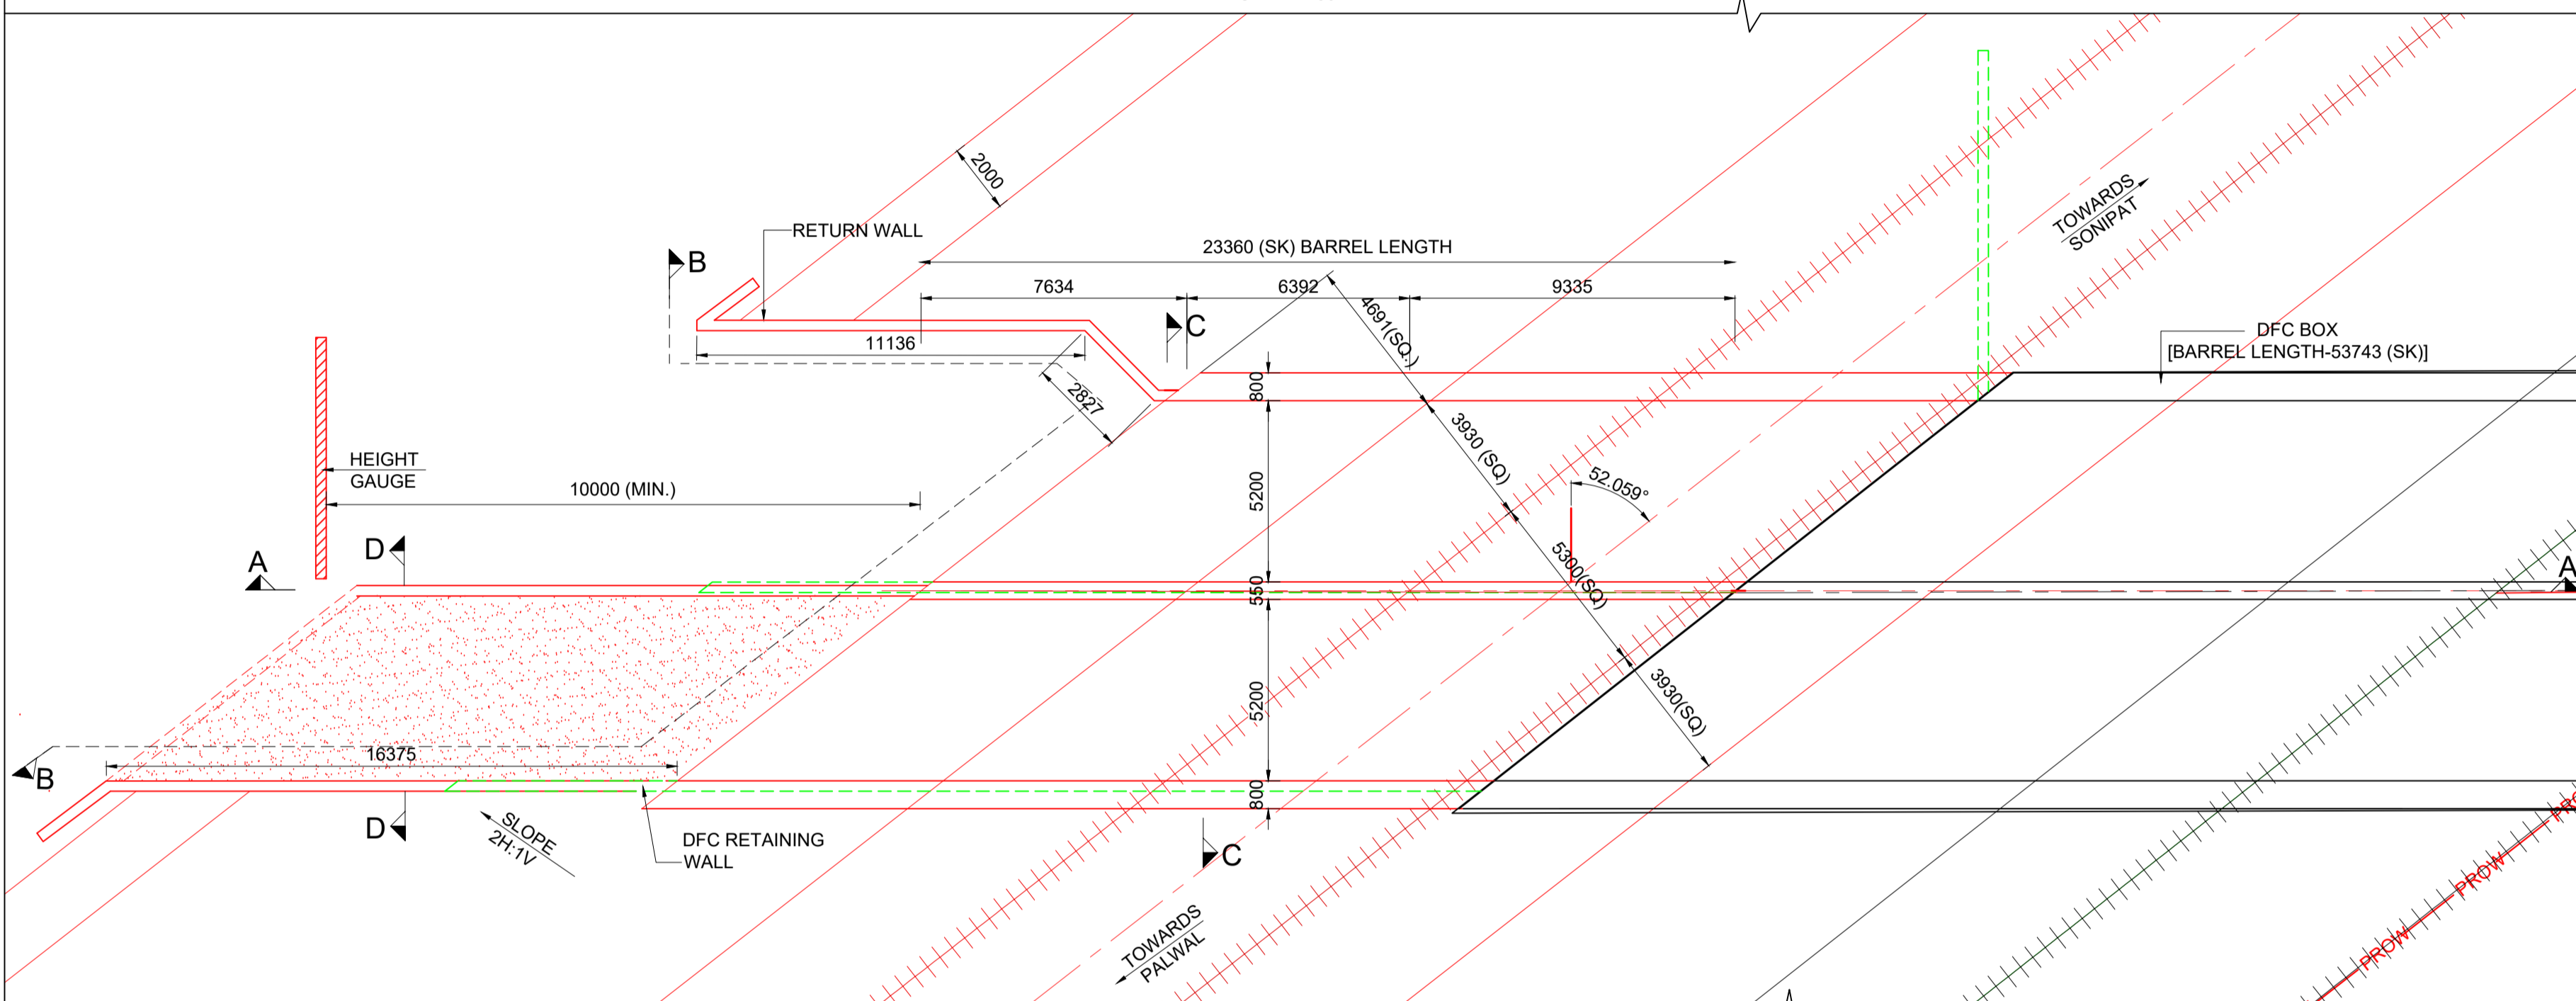 2000
TOWARDS
SONIPAT
RETURN WALL
B
23360 (SK) BARREL LENGTH
7634
6392
9335
4691(SQ.)
C
11136
DFC BOX
[BARREL LENGTH-53743 (SK)]
800
2827
3930 (SQ)
HEIGHT
GAUGE
10000 (MIN.)
5200
52.059°
D
A
5300(SQ)
A
550
3930(SQ)
5200
16375
B
800
SLOPE
2H:1V
D
DFC RETAINING
WALL
C
TOWARDS
PALWAL
PROW
PROW